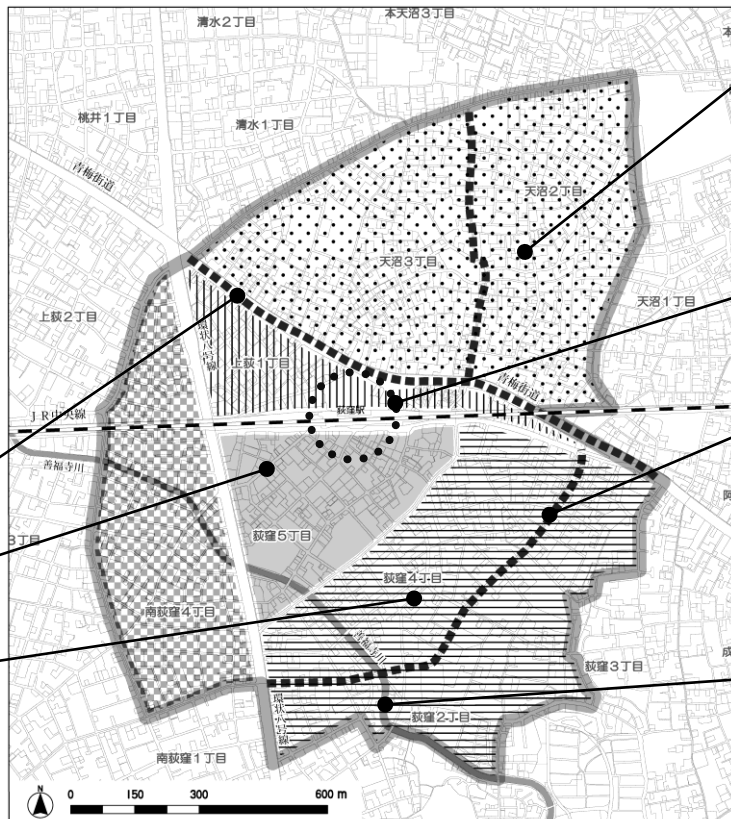 本天沼3丁目
清水2丁目
本
桃井1丁目
清水1丁目
青梅街道
天沼2丁目
天沼3丁目
天沼1丁目
上荻2丁目
環状八号線
上荻1丁目
青梅街道
JR中央線
荻窪駅
善福寺川
阿
3丁目
荻窪5丁目
荻窪4丁目
南荻窪4丁目
善福寺川
荻窪3丁目
成
環状八号線
荻窪2丁目
南荻窪1丁目
N
0 150 300 600 m